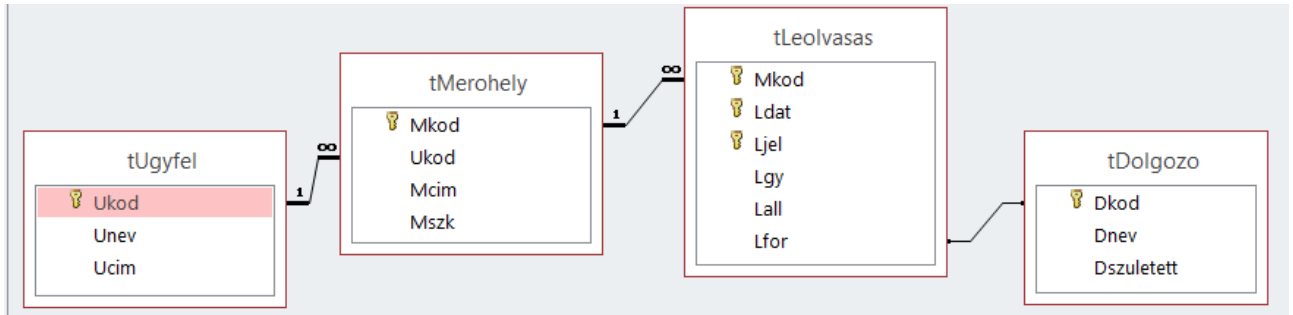 tUgyfel
Ukod
Unev
Ucim
1
∞
tMerohely
Mkod
Ukod
Mcim
Mszk
1
∞
tLeolvasas
Mkod
Ldat
Ljel
Lgy
Lall
Lfor
tDolgozo
Dkod
Dnev
Dszuletett